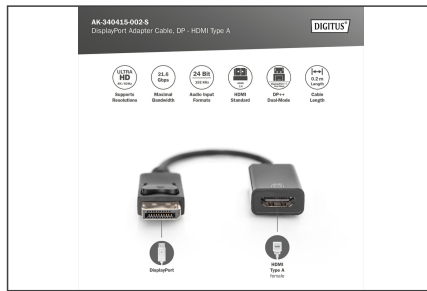 AK-340415-002-S
DisplayPort Adapter Cable, DP - HDMI Type A
DIGITUS®
ULTRA
HD
Supports
Resolutions
21.6
Gbps
Maximal
Bandwidth
24 Bit
192 KHz
Audio Input
Formats
HDMI
Standard
DP++
Dual-Mode
0.2 m
Length
Cable
Length
DisplayPort
HDMI
Type A
female